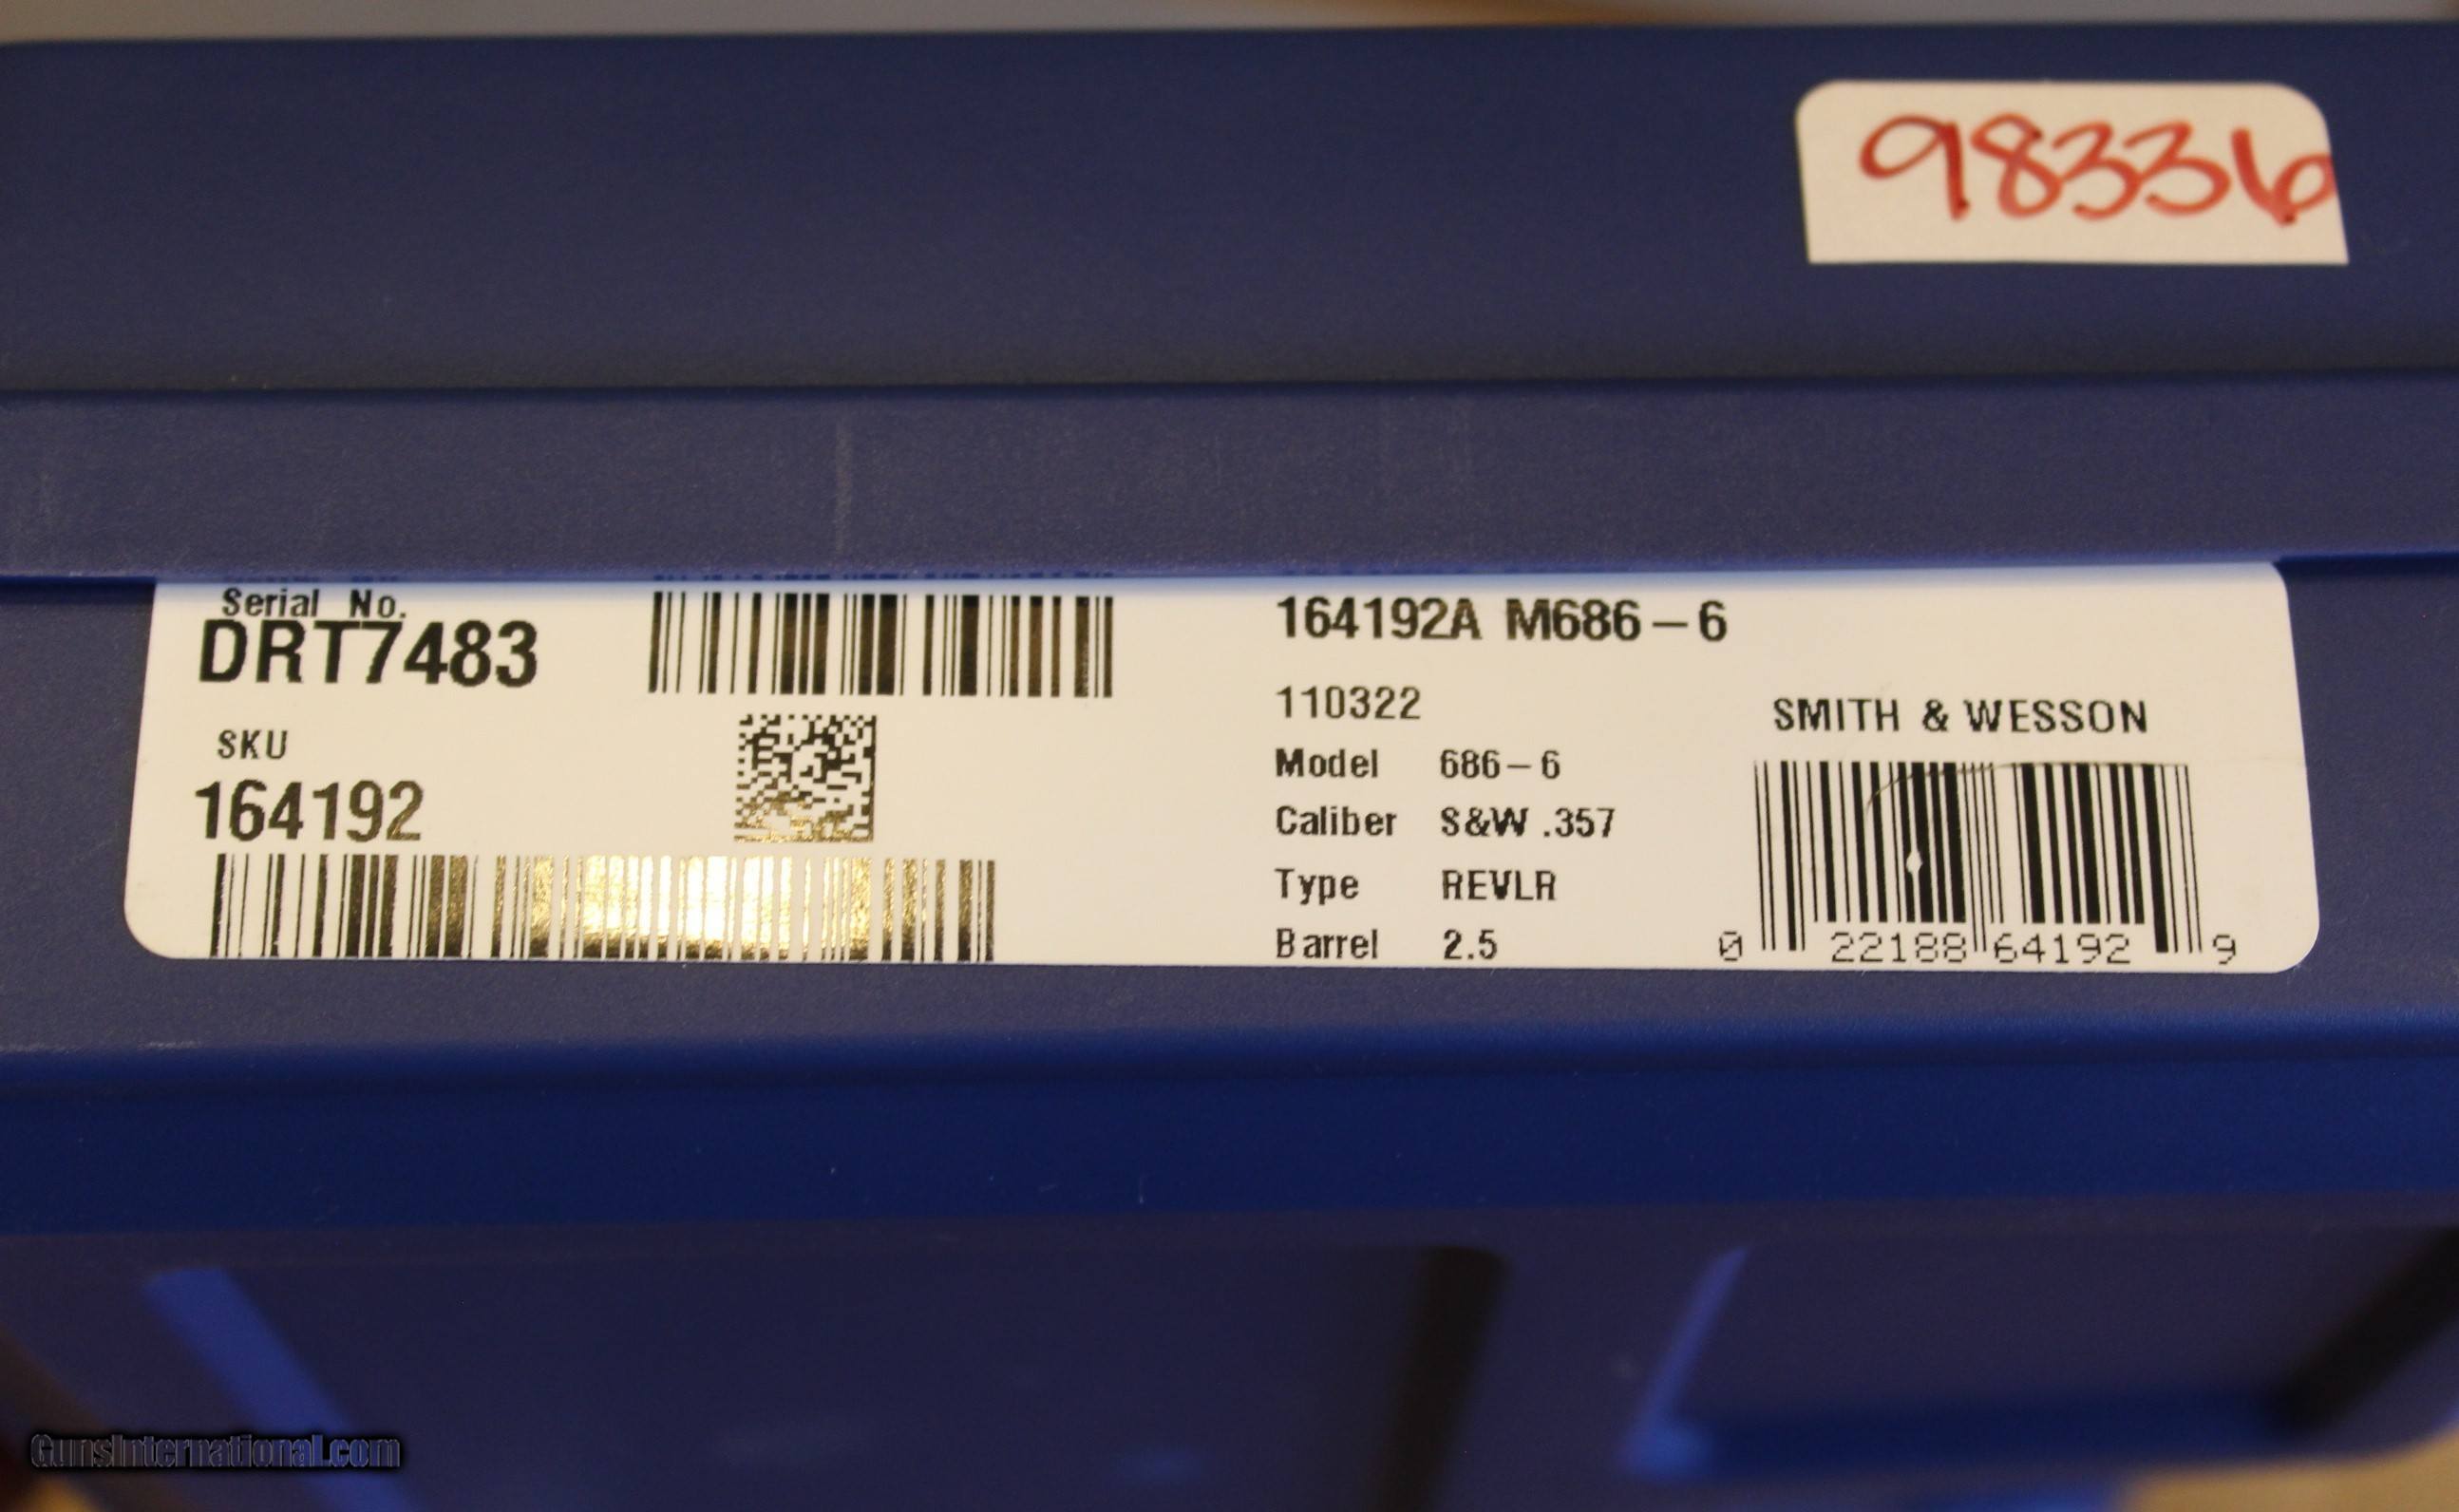 98336
Serial No.
DRT7483
SKU
164192
164192A M686-6
110322
Model 686-6
Caliber S&W .357
Type REVLR
Barrel 2.5
SMITH & WESSON
0 22188 64192 9
GunsInternational.com